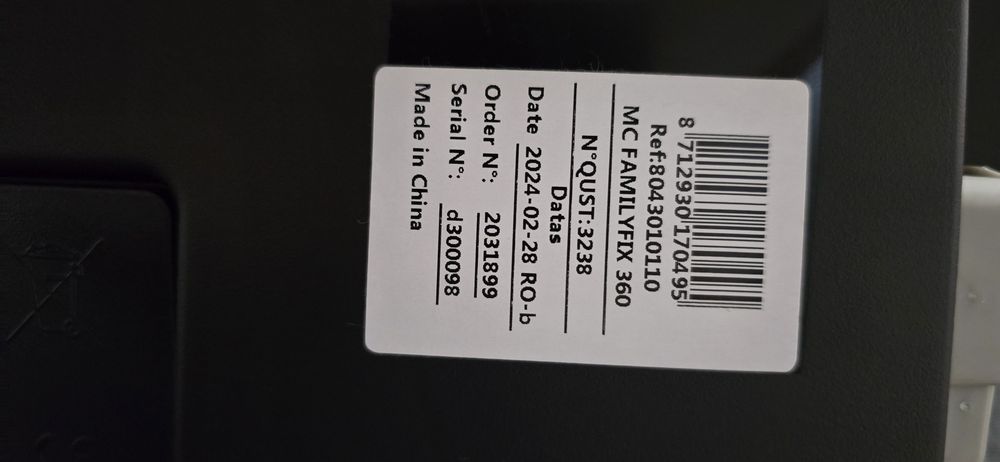 8 712930 170495
Ref:8043010110
MC FAMILYFIX 360
N°QUST:3238
Datas
Date 2024-02-28 RO-b
Order N°: 2031899
Serial N°: d300098
Made in China